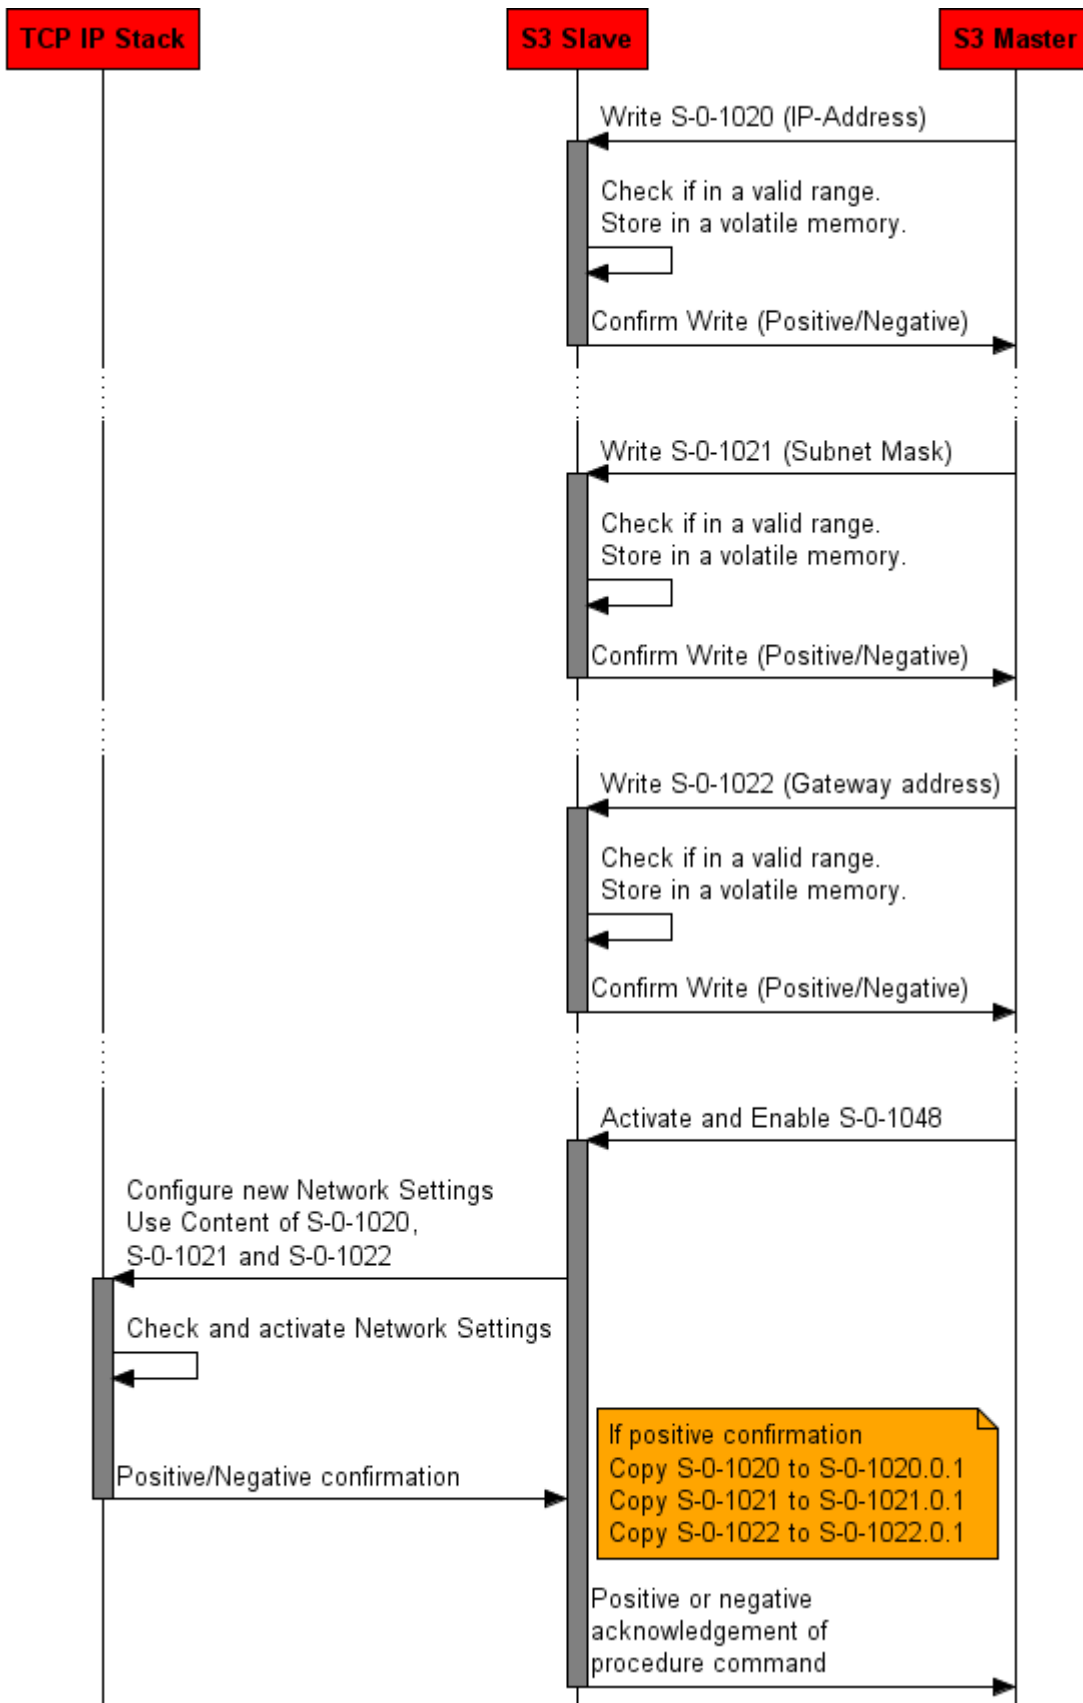 TCP IP Stack
S3 Slave
S3 Master
Write S-0-1020 (IP-Address)
Check if in a valid range.
Store in a volatile memory.
Confirm Write (Positive/Negative)
Write S-0-1021 (Subnet Mask)
Check if in a valid range.
Store in a volatile memory.
Confirm Write (Positive/Negative)
Write S-0-1022 (Gateway address)
Check if in a valid range.
Store in a volatile memory.
Confirm Write (Positive/Negative)
Activate and Enable S-0-1048
Configure new Network Settings
Use Content of S-0-1020,
S-0-1021 and S-0-1022
Check and activate Network Settings
If positive confirmation
Copy S-0-1020 to S-0-1020.0.1
Copy S-0-1021 to S-0-1021.0.1
Copy S-0-1022 to S-0-1022.0.1
Positive/Negative confirmation
Positive or negative
acknowledgement of
procedure command